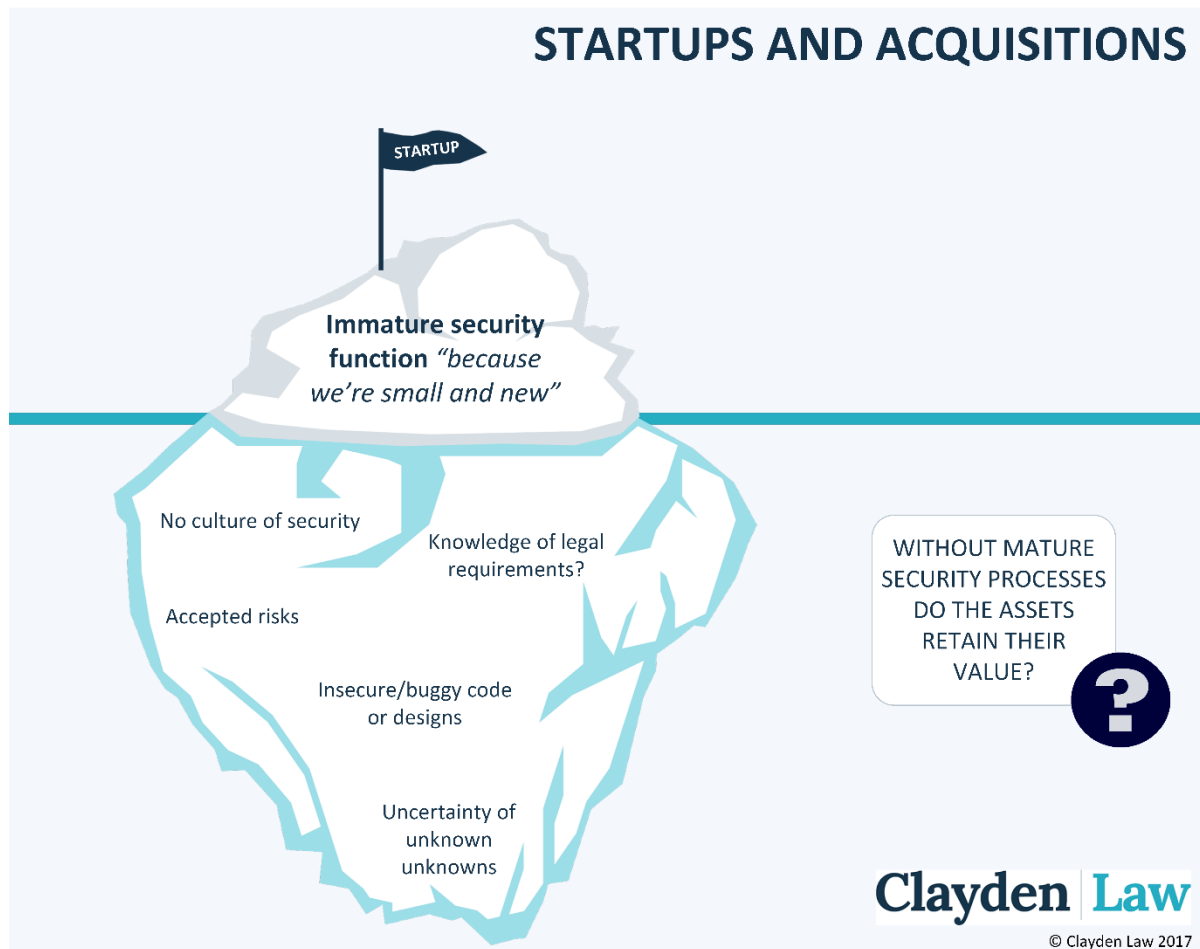 STARTUPS AND ACQUISITIONS
STARTUP
Immature security
function “because
we’re small and new”
No culture of security
Knowledge of legal
requirements?
Accepted risks
Insecure/buggy code
or designs
Uncertainty of
unknown
unknowns
WITHOUT MATURE
SECURITY PROCESSES
DO THE ASSETS
RETAIN THEIR
VALUE?
?
Clayden Law
© Clayden Law 2017